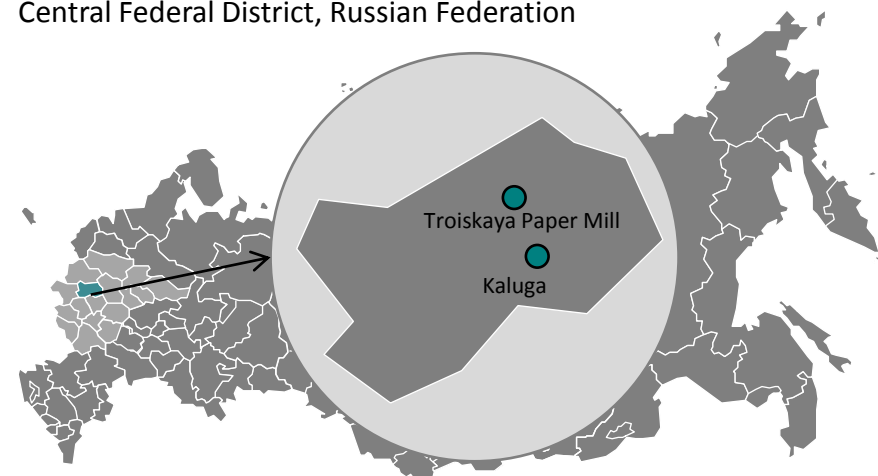 Central Federal District, Russian Federation
Troiskaya Paper Mill
Kaluga